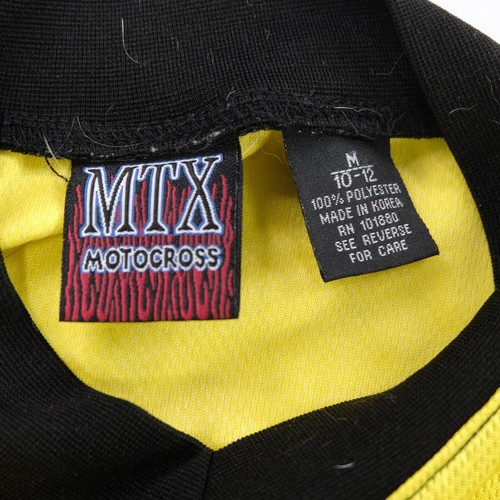 MTX
MOTOCROSS
M
10-12
100% POLYESTER
MADE IN KOREA
RN 101880
SEE REVERSE
FOR CARE